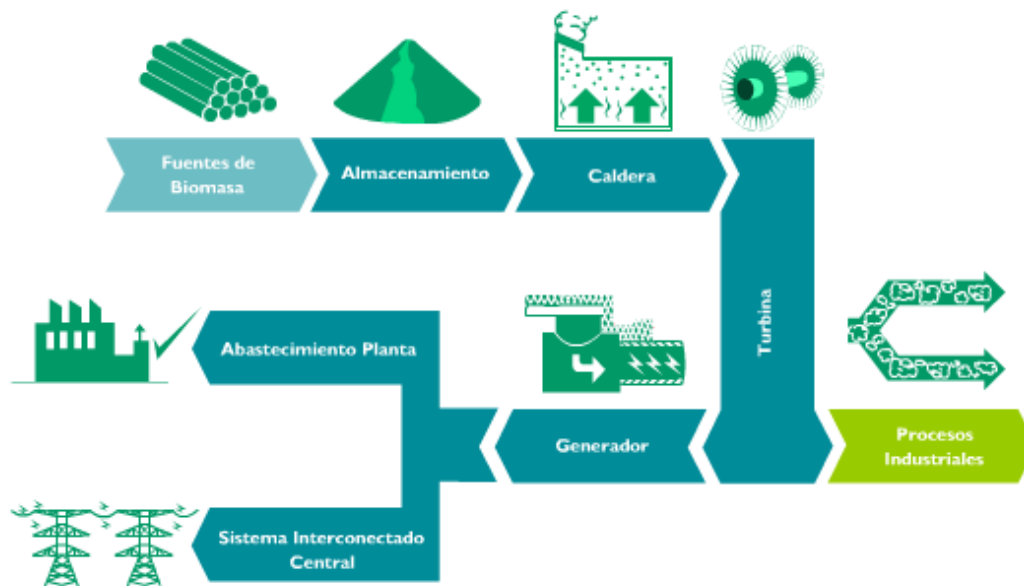 Fuentes de
Biomasa
Almacenamiento
Caldera
Turbina
Abastecimiento Planta
Generador
Procesos
Industriales
Sistema Interconectado
Central